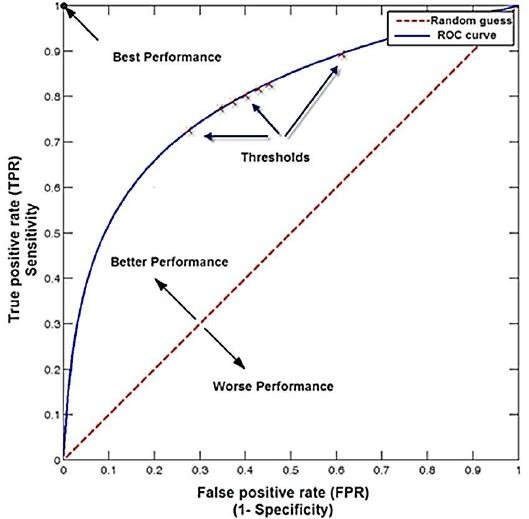 1
0.9
0.8
0.7
0.6
0.5
0.4
0.3
0.2
0.1
0
True positive rate (TPR)
Sensitivity
Random guess
ROC curve
Best Performance
Thresholds
Better Performance
Worse Performance
0
0.1
0.2
0.3
0.4
0.5
0.6
0.7
0.8
0.9
1
False positive rate (FPR)
(1- Specificity)